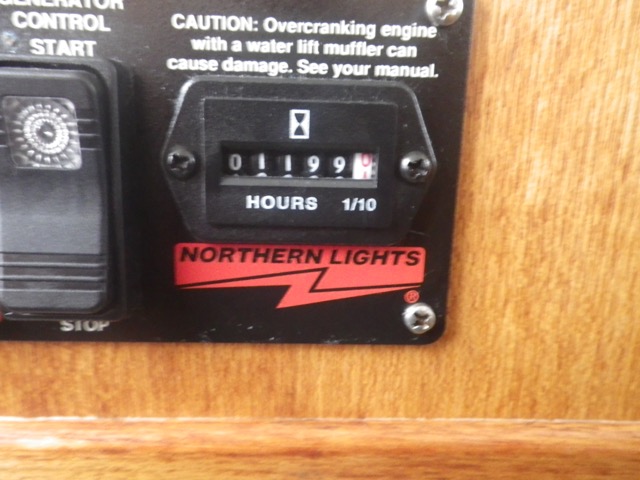 GENERATOR
CONTROL
START
CAUTION: Overcranking engine
with a water lift muffler can
cause damage. See your manual.
01199
HOURS 1/10
NORTHERN LIGHTS
®
STOP